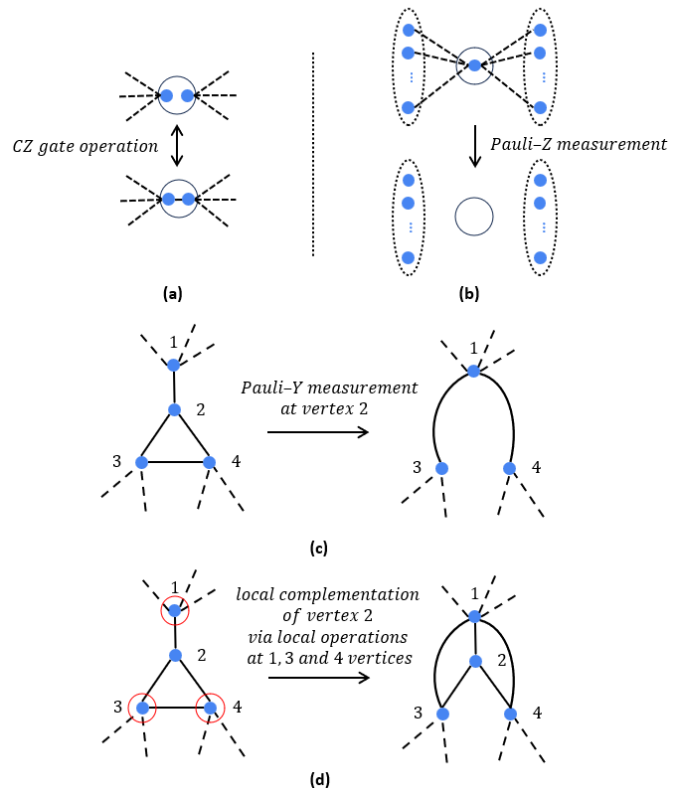 CZ gate operation
Pauli–Z measurement
...
...
...
...
(a)
(b)
1
2
3
4
Pauli–Y measurement
at vertex 2
1
3
4
(c)
1
2
3
4
local complementation
of vertex 2
via local operations
at 1, 3 and 4 vertices
1
2
3
4
(d)